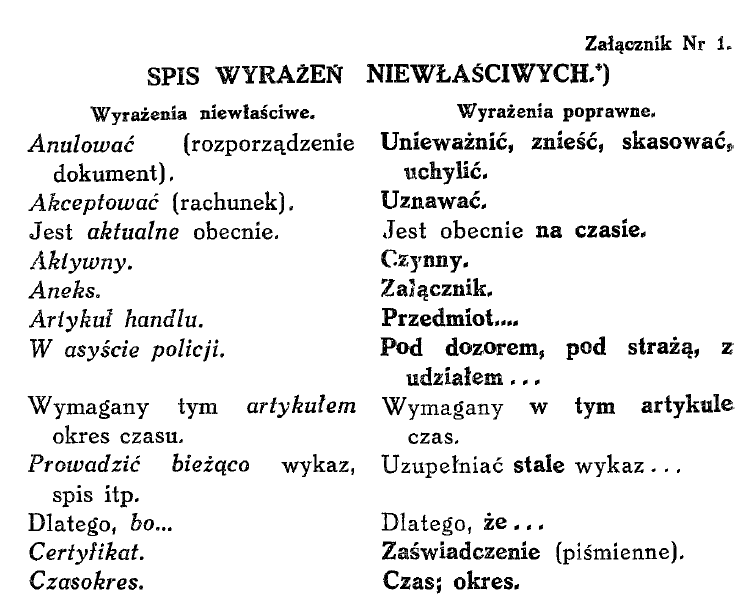 Załącznik Nr 1.
SPIS WYRAŻEŃ NIEWŁAŚCIWYCH.*)
Wyrażenia niewłaściwe. Wyrażenia poprawne.
Anulować (rozporządzenie Unieważnić, znieść, skasować,
dokument). uchylić.
Akceptować (rachunek). Uznawać.
Jest aktualne obecnie. Jest obecnie na czasie.
Aktywny. Czynny.
Aneks. Załącznik.
Artykuł handlu. Przedmiot....
W asyście policji. Pod dozorem, pod strażą, z
udziałem...
Wymagany tym artykułem Wymagany w tym artykule
okres czasu. czas.
Prowadzić bieżąco wykaz, Uzupełniać stale wykaz...
spis itp.
Dlatego, bo... Dlatego, że...
Certyfikat. Zaświadczenie (piśmienne).
Czasokres. Czas; okres.